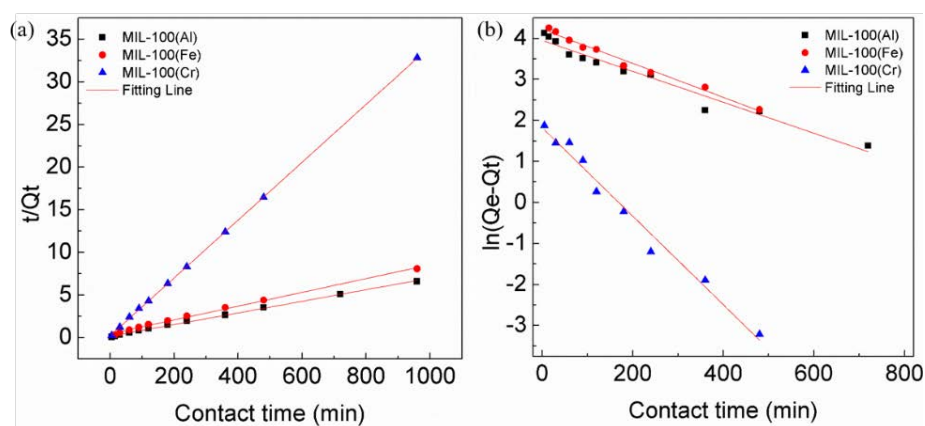 (a)
t/Qt
35
30
25
20
15
10
5
0
MIL-100(Al)
MIL-100(Fe)
MIL-100(Cr)
Fitting Line
0 200 400 600 800 1000
Contact time (min)
(b)
ln(Qe-Qt)
5
4
3
2
1
0
-1
-2
-3
MIL-100(Al)
MIL-100(Fe)
MIL-100(Cr)
Fitting Line
0 200 400 600 800
Contact time (min)